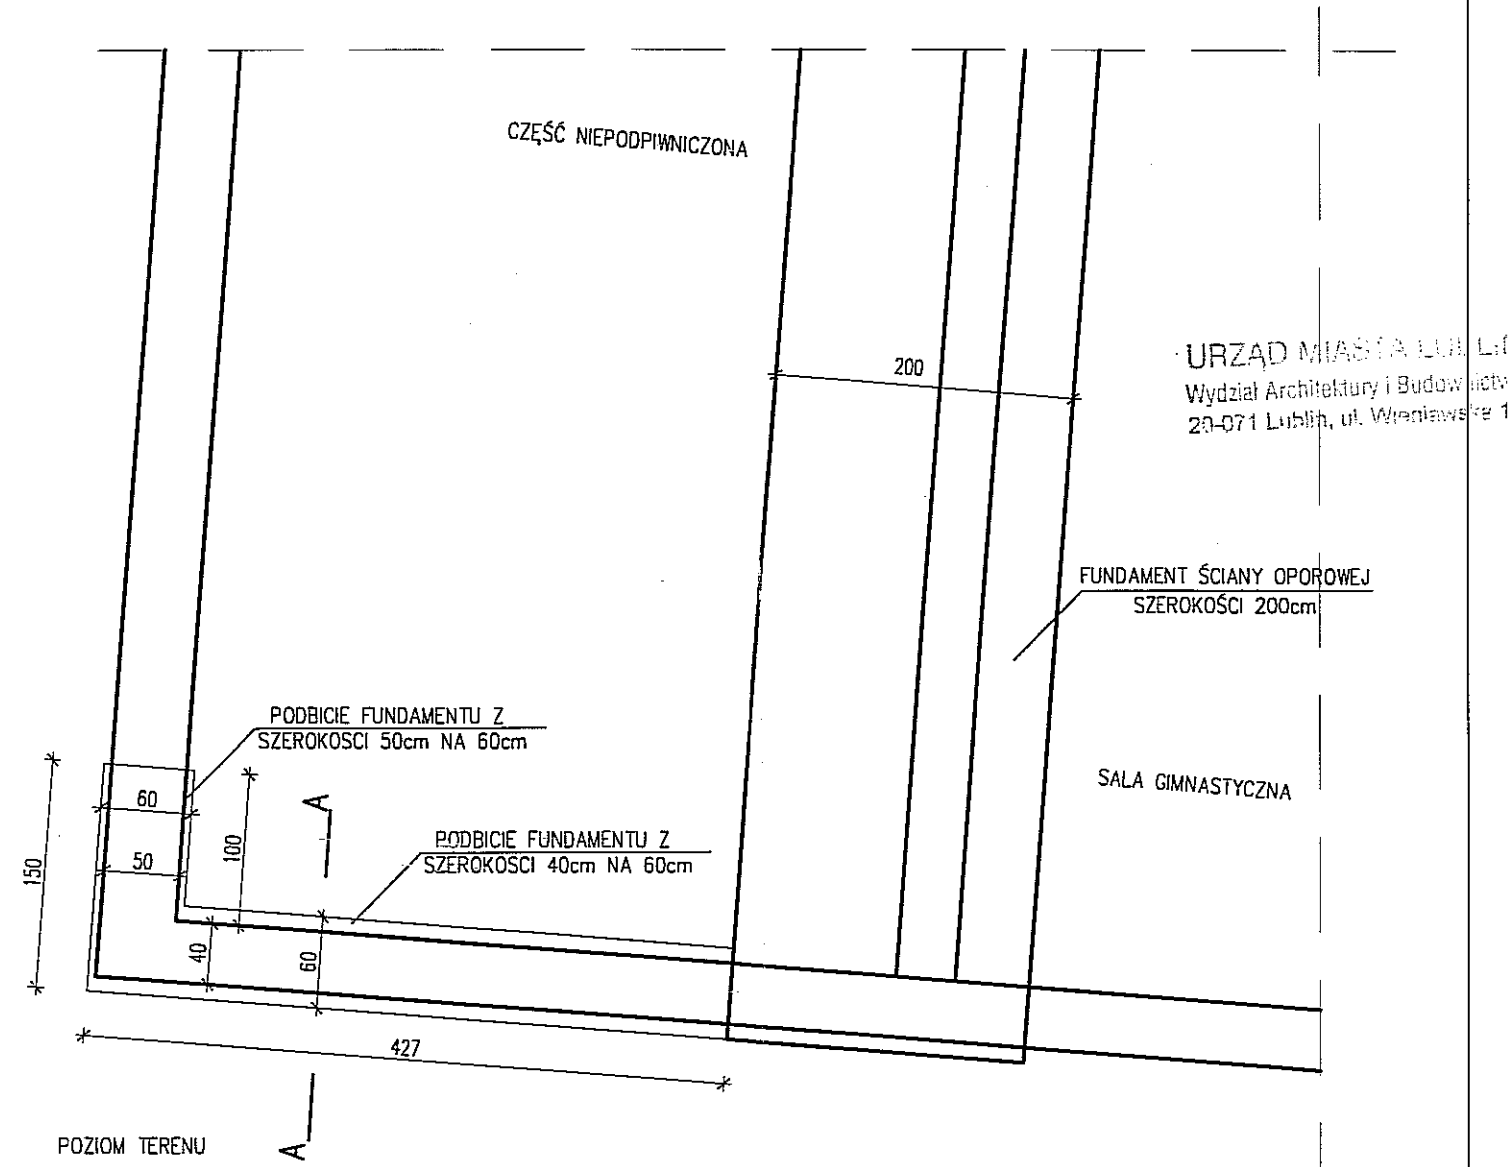 CZĘŚĆ NIEPODPIWNICZONA
200
URZĄD MIASTA
Wydział Architektury i
20-071 Lublin, ul.
FUNDAMENT ŚCIANY OPOROWEJ
SZEROKOŚCI 200cm
PODBICIE FUNDAMENTU Z
SZEROKOSCI 50cm NA 60cm
SALA GIMNASTYCZNA
60
A
150
100
50
PODBICIE FUNDAMENTU Z
SZEROKOSCI 40cm NA 60cm
40
60
427
POZIOM TERENU
A